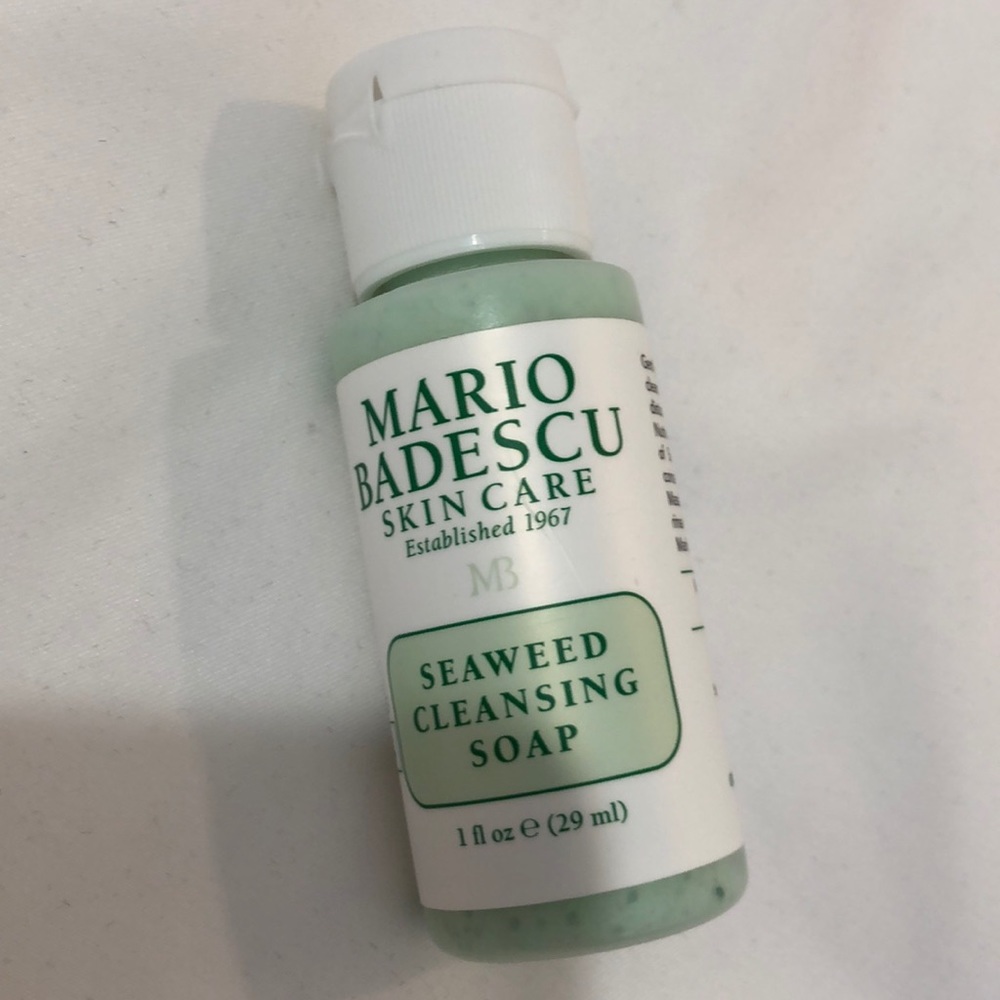 MARIO
BADESCU
SKIN CARE
Established 1967
MB
SEAWEED
CLEANSING
SOAP
1 fl oz ℮ (29 ml)